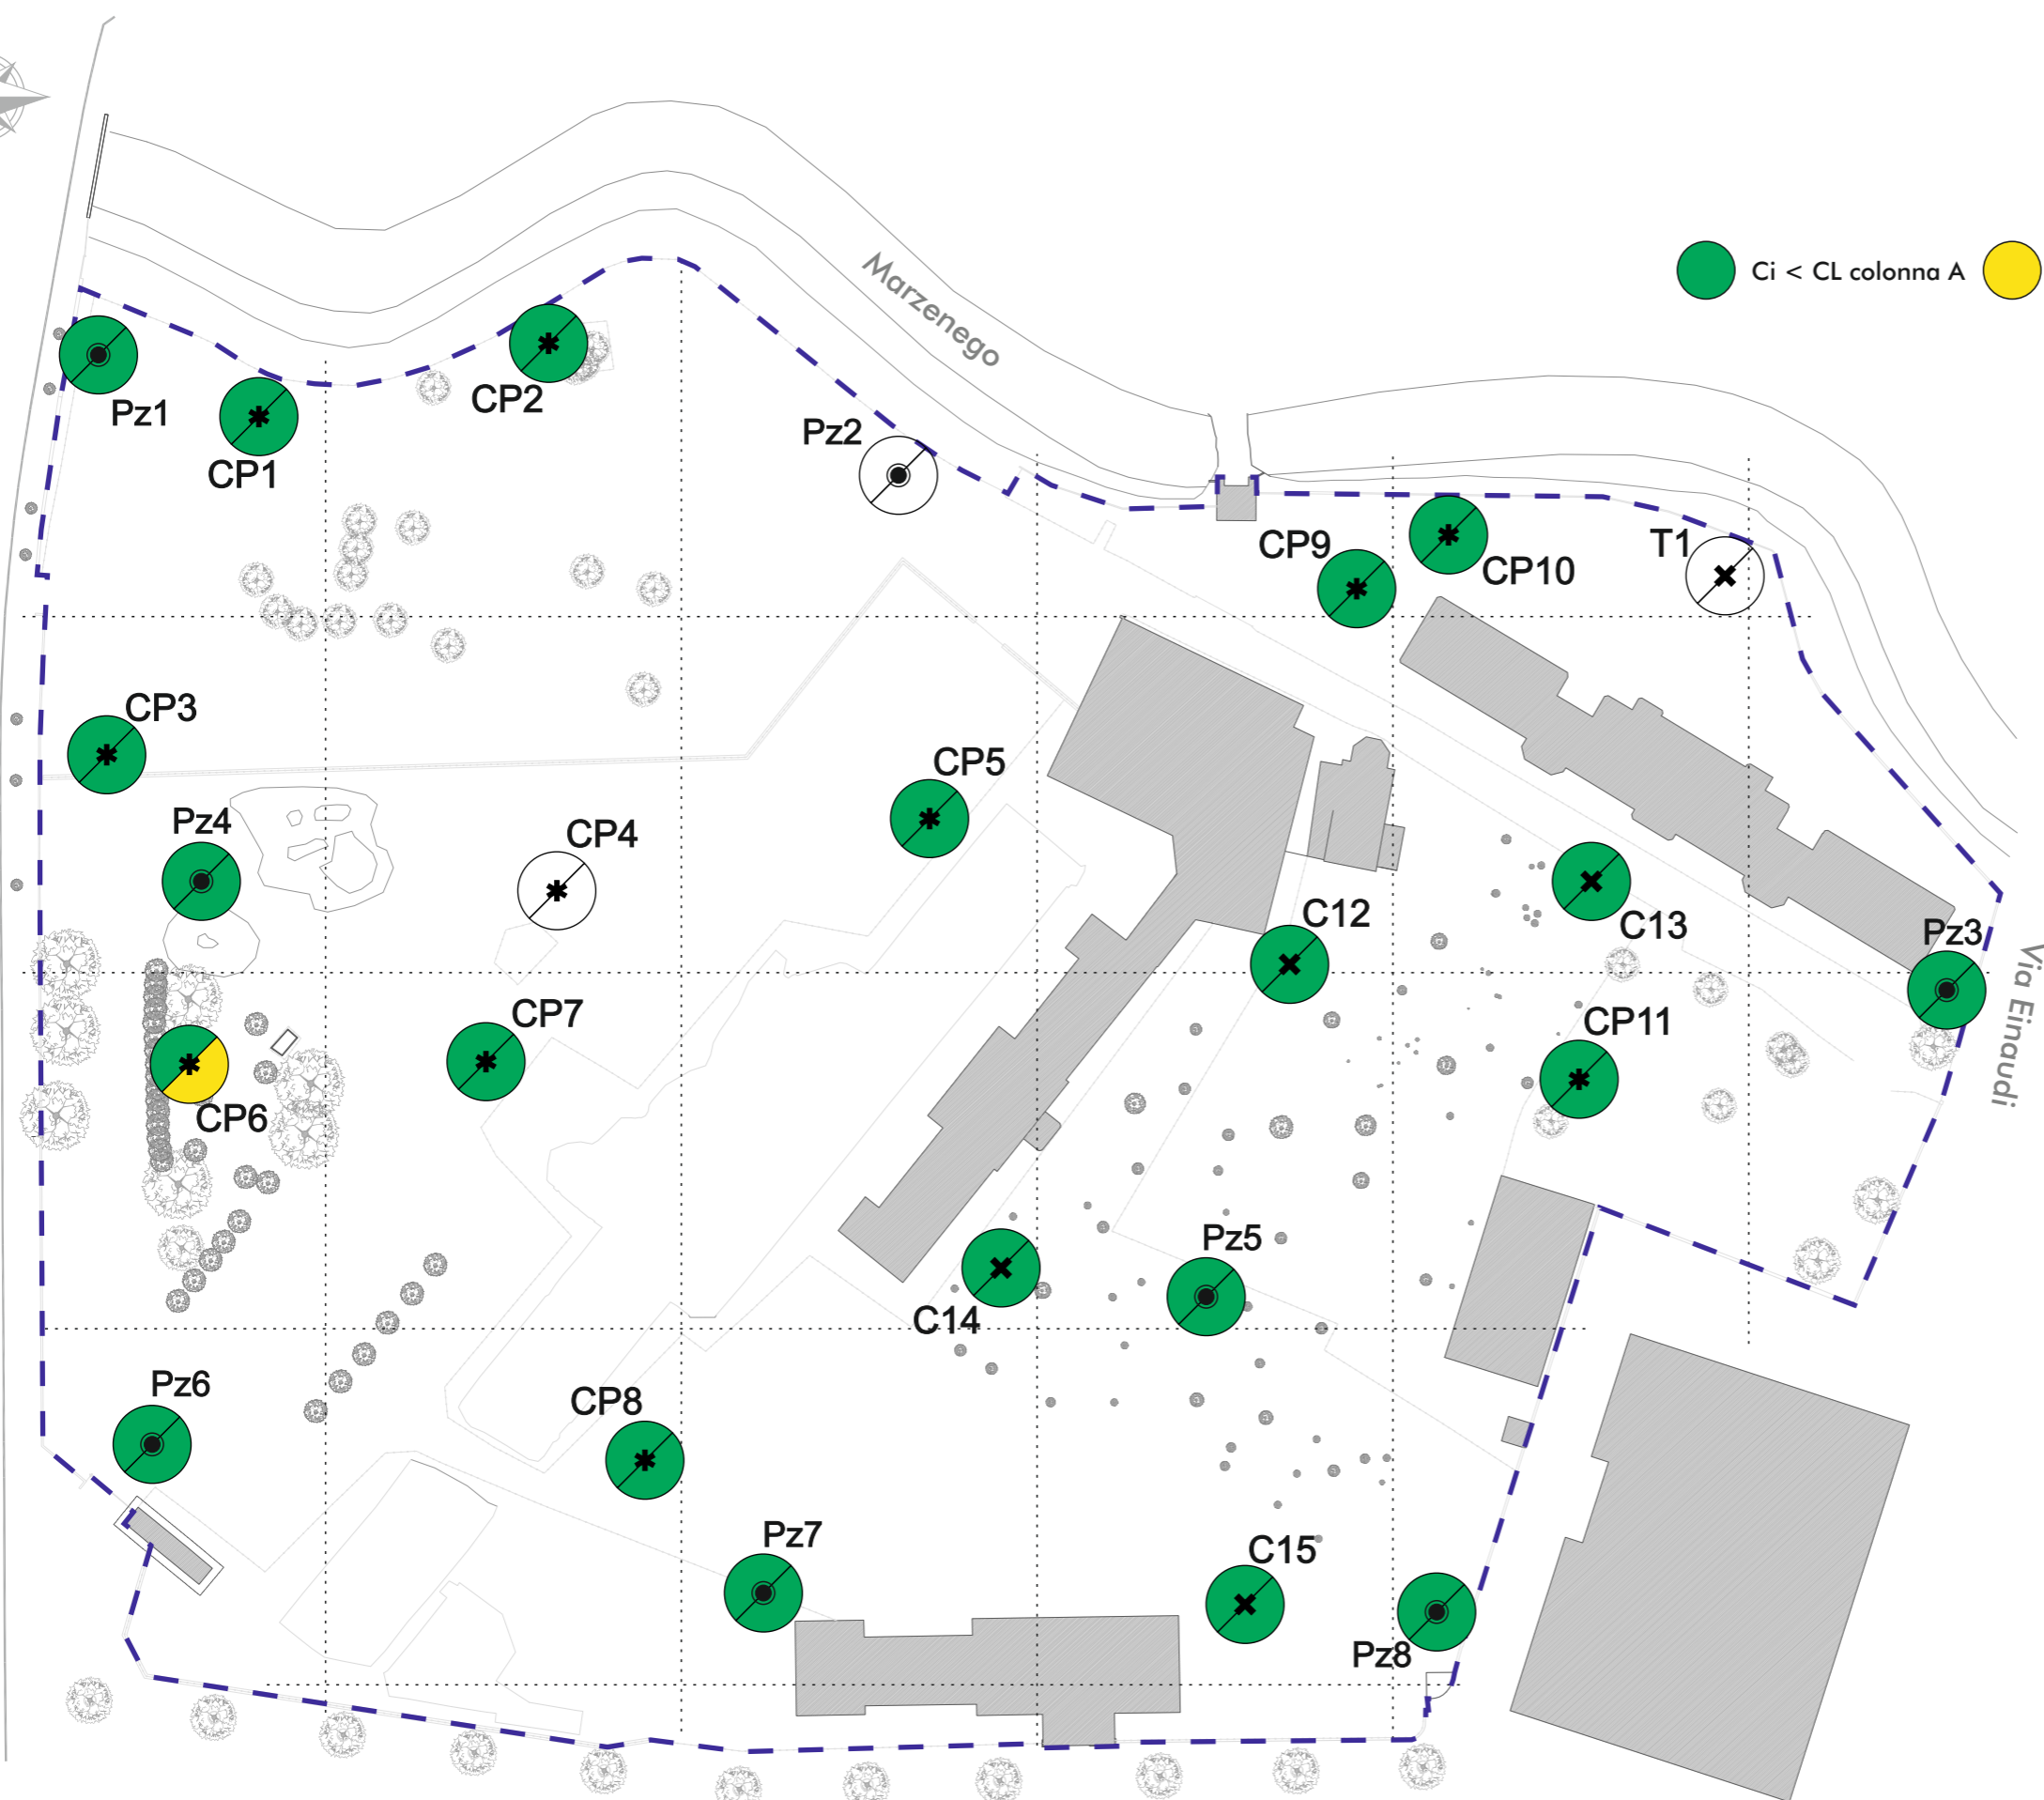 Marzenego
Ci < CL colonna A
Pz1
CP1
CP2
Pz2
CP9
CP10
T1
CP3
Pz4
CP4
CP5
C12
C13
Pz3
Via Einaudi
CP6
CP7
CP11
C14
Pz5
Pz6
CP8
Pz7
C15
Pz8